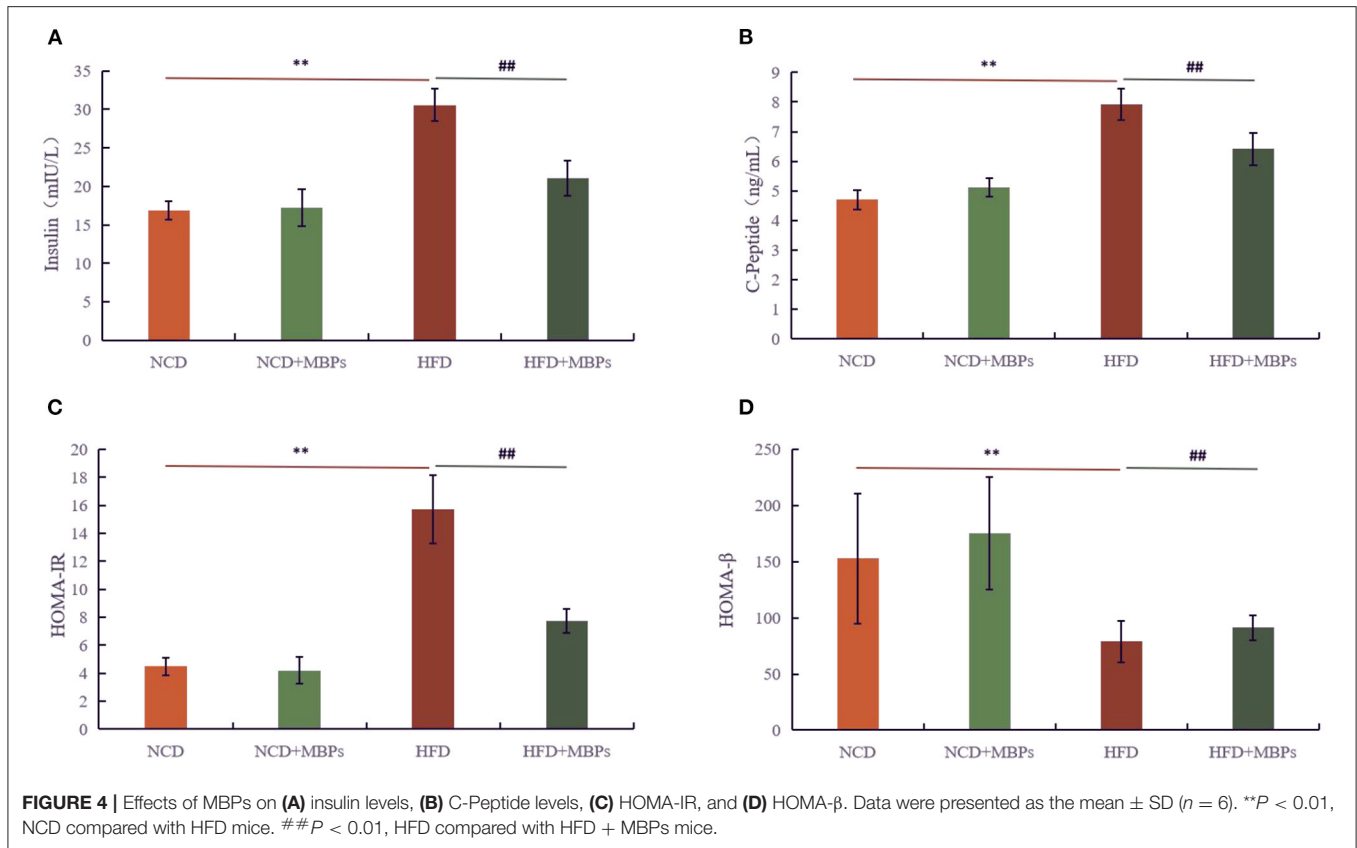 A
Insulin（mIU/L）
35
30
25
20
15
10
5
0
**
##
NCD
NCD+MBPs
HFD
HFD+MBPs
B
C-Peptide（ng/mL）
9
8
7
6
5
4
3
2
1
0
**
##
NCD
NCD+MBPs
HFD
HFD+MBPs
C
HOMA-IR
20
18
16
14
12
10
8
6
4
2
0
**
##
NCD
NCD+MBPs
HFD
HFD+MBPs
D
HOMA-β
250
200
150
100
50
0
**
##
NCD
NCD+MBPs
HFD
HFD+MBPs
FIGURE 4 | Effects of MBPs on (A) insulin levels, (B) C-Peptide levels, (C) HOMA-IR, and (D) HOMA-β. Data were presented as the mean ± SD (n = 6). **P < 0.01,
NCD compared with HFD mice. ##P < 0.01, HFD compared with HFD + MBPs mice.